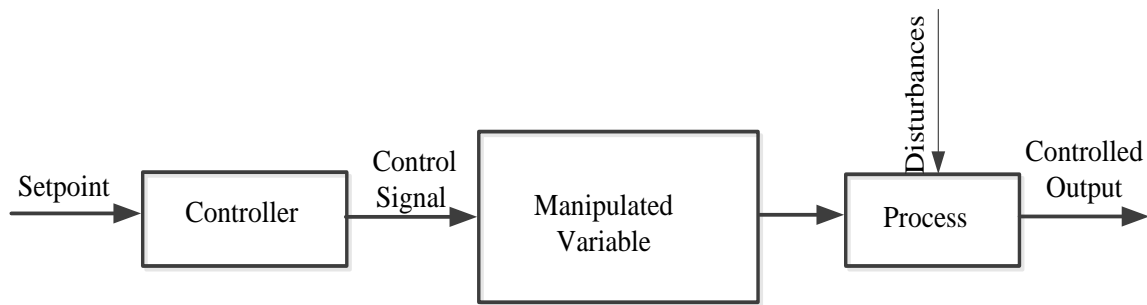 Setpoint
Controller
Control
Signal
Manipulated
Variable
Disturbances
Process
Controlled
Output